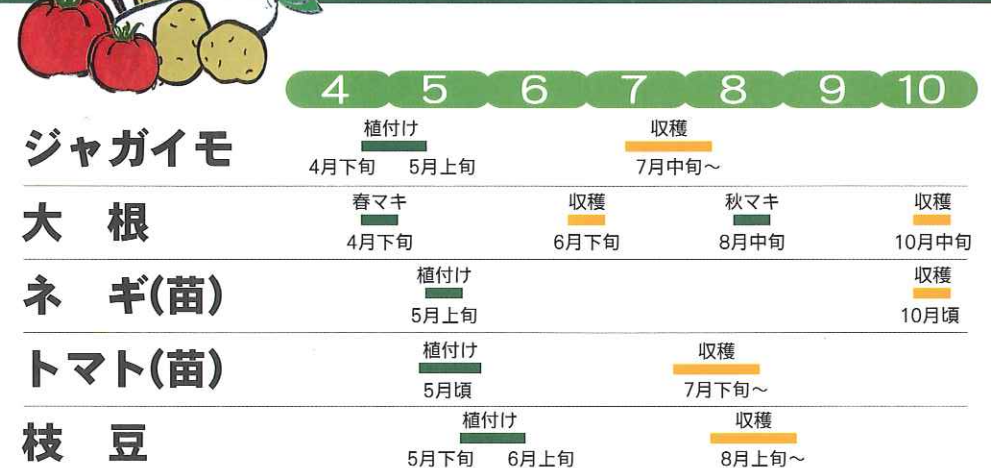 4 5 6 7 8 9 10
植付け 収穫
ジャガイモ
4月下旬 5月上旬 7月中旬～
春マキ 収穫 秋マキ 収穫
大 根
4月下旬 6月下旬 8月中旬 10月中旬
植付け 収穫
ネ ギ(苗)
5月上旬 10月頃
植付け 収穫
トマト(苗)
5月頃 7月下旬～
植付け 収穫
枝 豆
5月下旬 6月上旬 8月上旬～